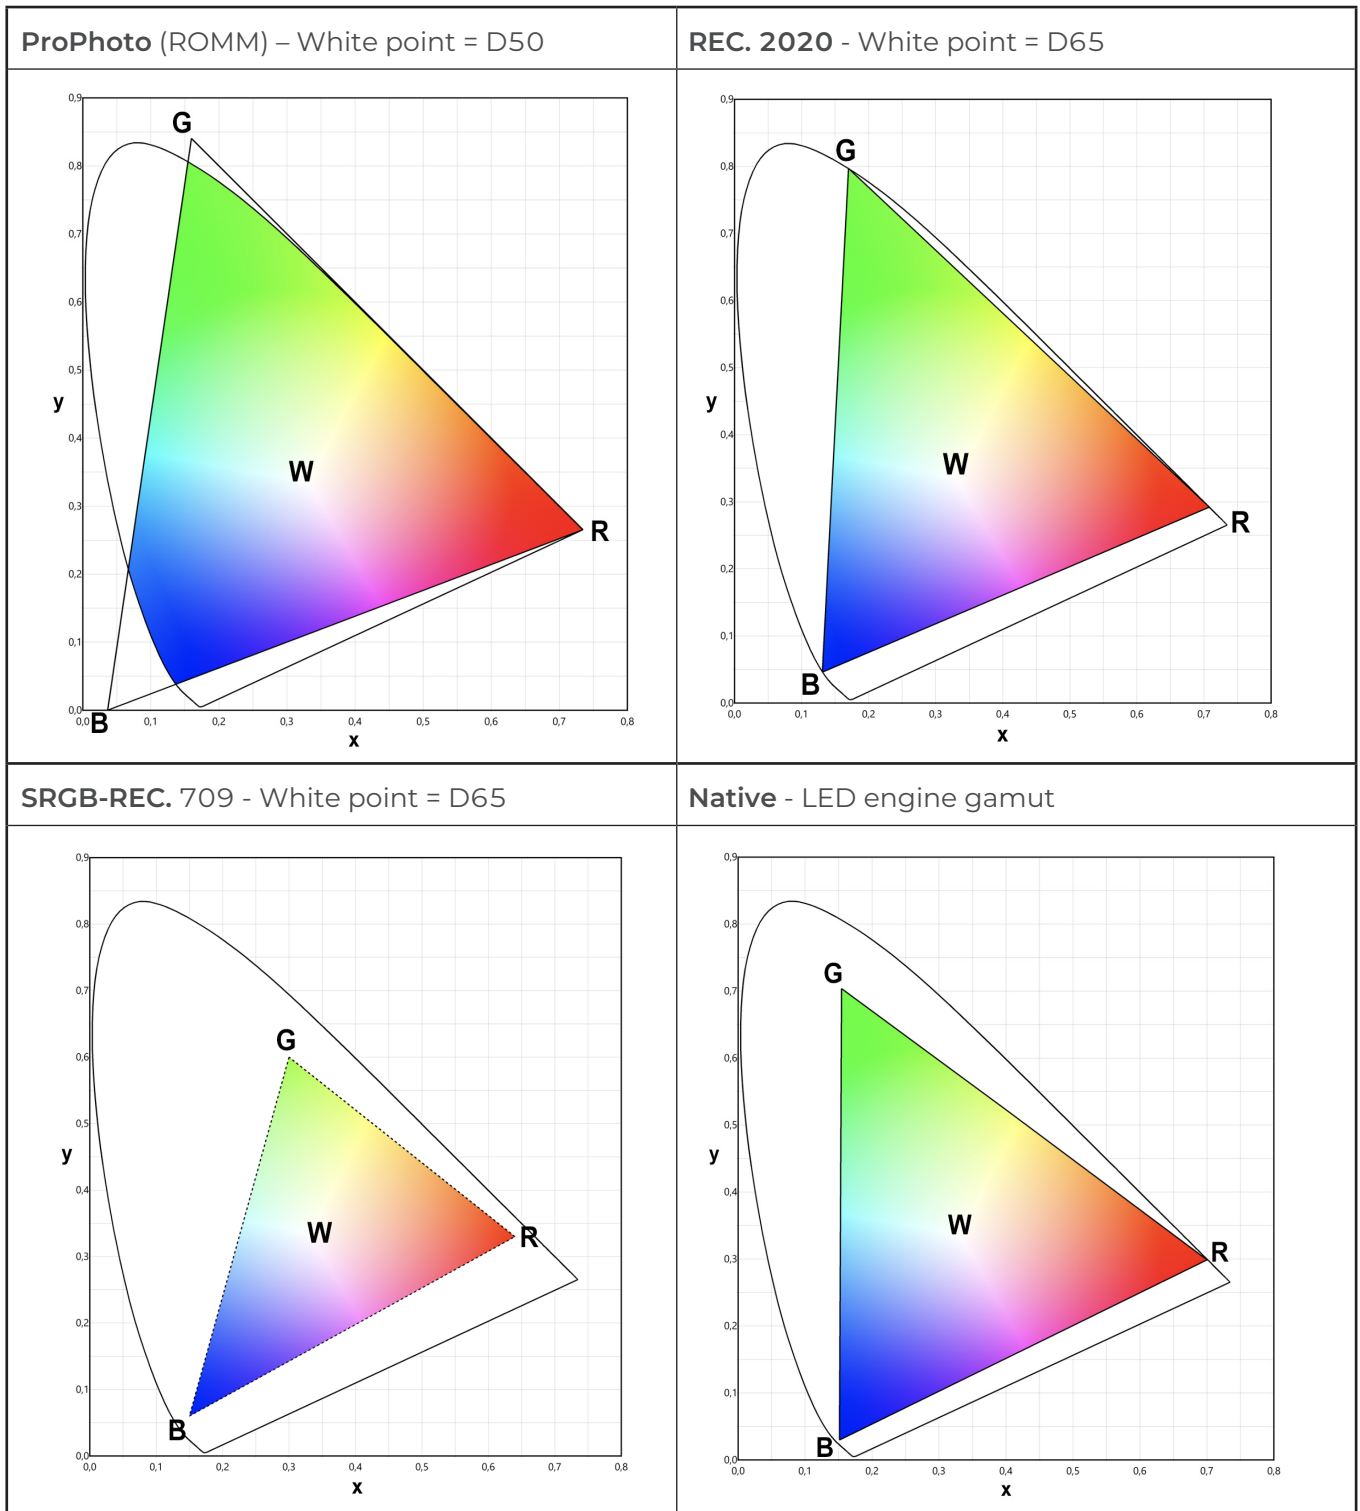 ProPhoto (ROMM) – White point = D50
REC. 2020 - White point = D65
0,9
G
0,8
0,7
0,6
0,5
y
0,4
W
0,3
R
0,2
0,1
0,0
B
0,0 0,1 0,2 0,3 0,4 0,5 0,6 0,7 0,8
x
0,9
G
0,8
0,7
0,6
0,5
y
0,4
W
0,3
R
0,2
0,1
B
0,0
0,0 0,1 0,2 0,3 0,4 0,5 0,6 0,7 0,8
x
SRGB-REC. 709 - White point = D65
Native - LED engine gamut
0,9
0,8
0,7
G
0,6
0,5
y
0,4
W
R
0,3
0,2
0,1
B
0,0
0,0 0,1 0,2 0,3 0,4 0,5 0,6 0,7 0,8
x
0,9
0,8
G
0,7
0,6
0,5
y
0,4
W
R
0,3
0,2
0,1
B
0,0
0,0 0,1 0,2 0,3 0,4 0,5 0,6 0,7 0,8
x